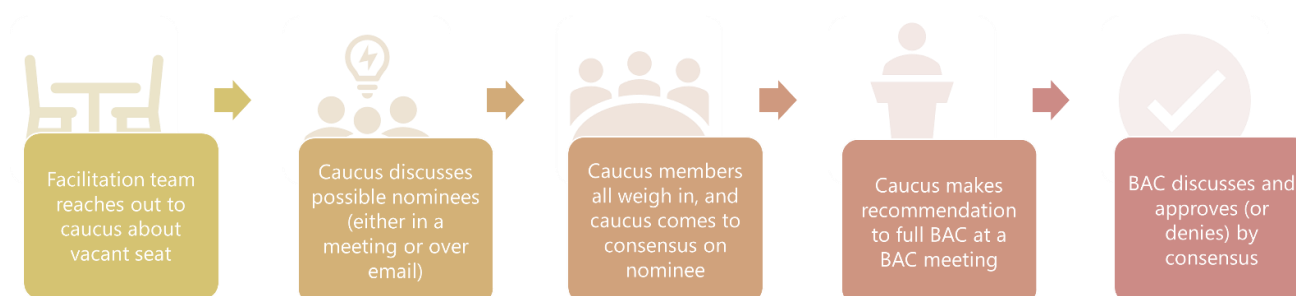 Facilitation team
reaches out to
caucus about
vacant seat
Caucus discusses
possible nominees
(either in a
meeting or over
email)
Caucus members
all weigh in, and
caucus comes to
consensus on
nominee
Caucus makes
recommendation
to full BAC at a
BAC meeting
BAC discusses and
approves (or
denies) by
consensus